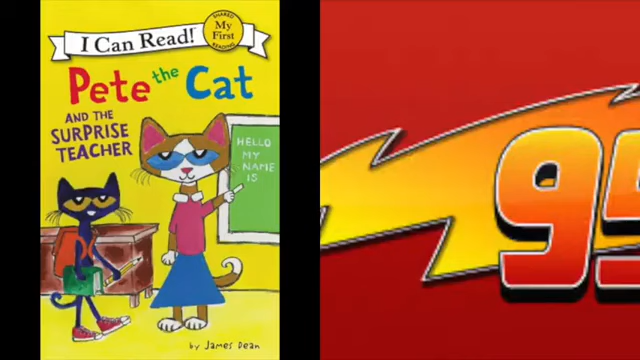 I Can Read!
SHARED
My
First
READING
Pete the Cat
AND THE
SURPRISE
TEACHER
HELLO
MY
NAME
IS
by James Dean
95